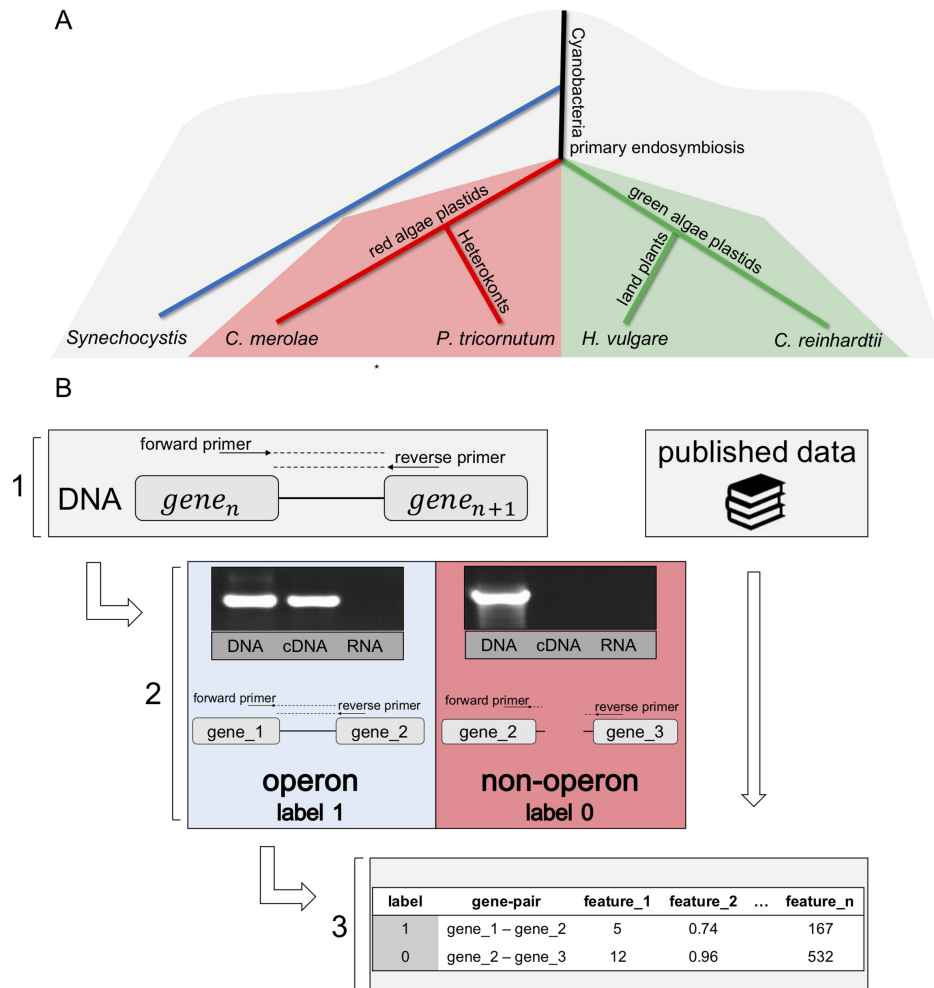 A
Cyanobacteria
primary endosymbiosis
red algae plastids
Heterokonts
land plants
green algae plastids
Synechocystis
C. merolae
P. tricornutum
H. vulgare
C. reinhardtii
*
B
1
forward primer
reverse primer
DNA
gene_n
gene_{n+1}
published data
2
DNA cDNA RNA
forward primer
reverse primer
gene_1
gene_2
operon
label 1
DNA cDNA RNA
forward primer
reverse primer
gene_2
gene_3
non-operon
label 0
3
label gene-pair feature_1 feature_2 ... feature_n
1 gene_1 – gene_2 5 0.74 167
0 gene_2 – gene_3 12 0.96 532